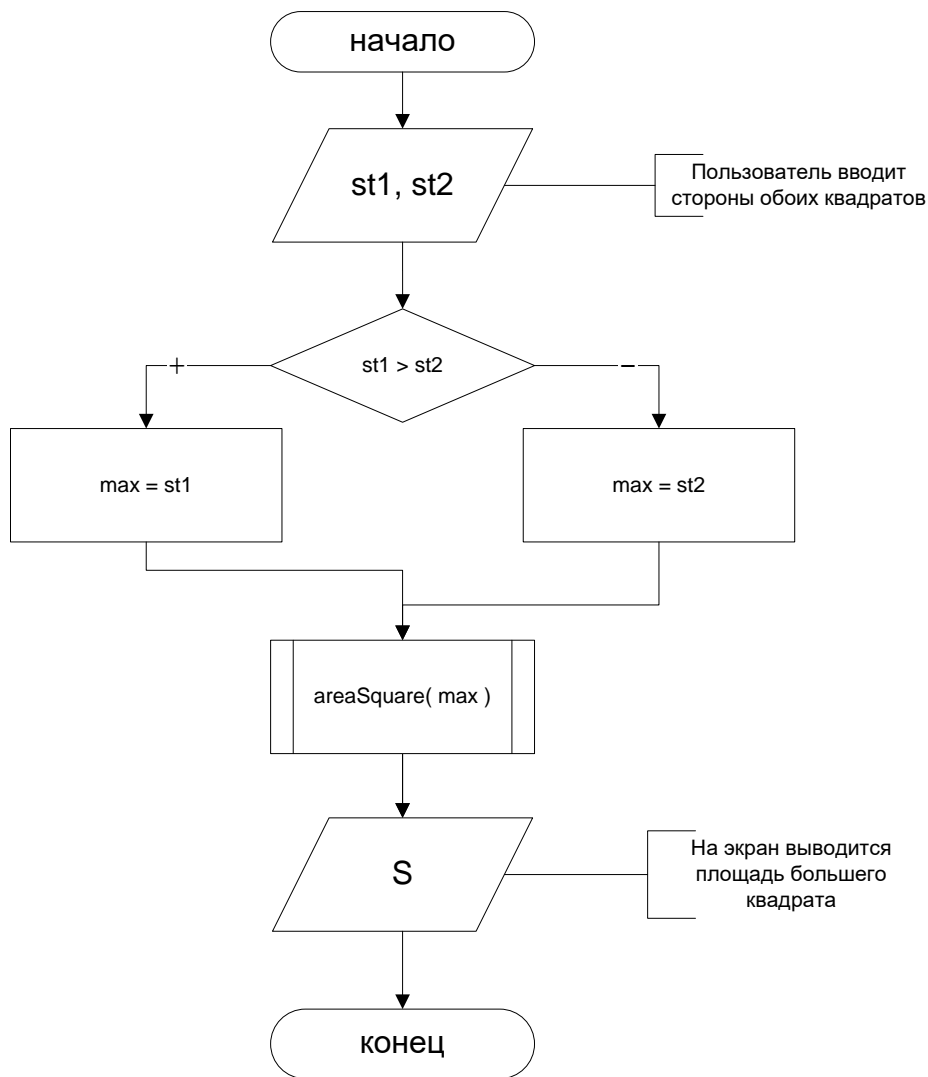 начало
st1, st2
Пользователь вводит
стороны обоих квадратов
st1 > st2
+
–
max = st1
max = st2
areaSquare( max )
S
На экран выводится
площадь большего
квадрата
конец